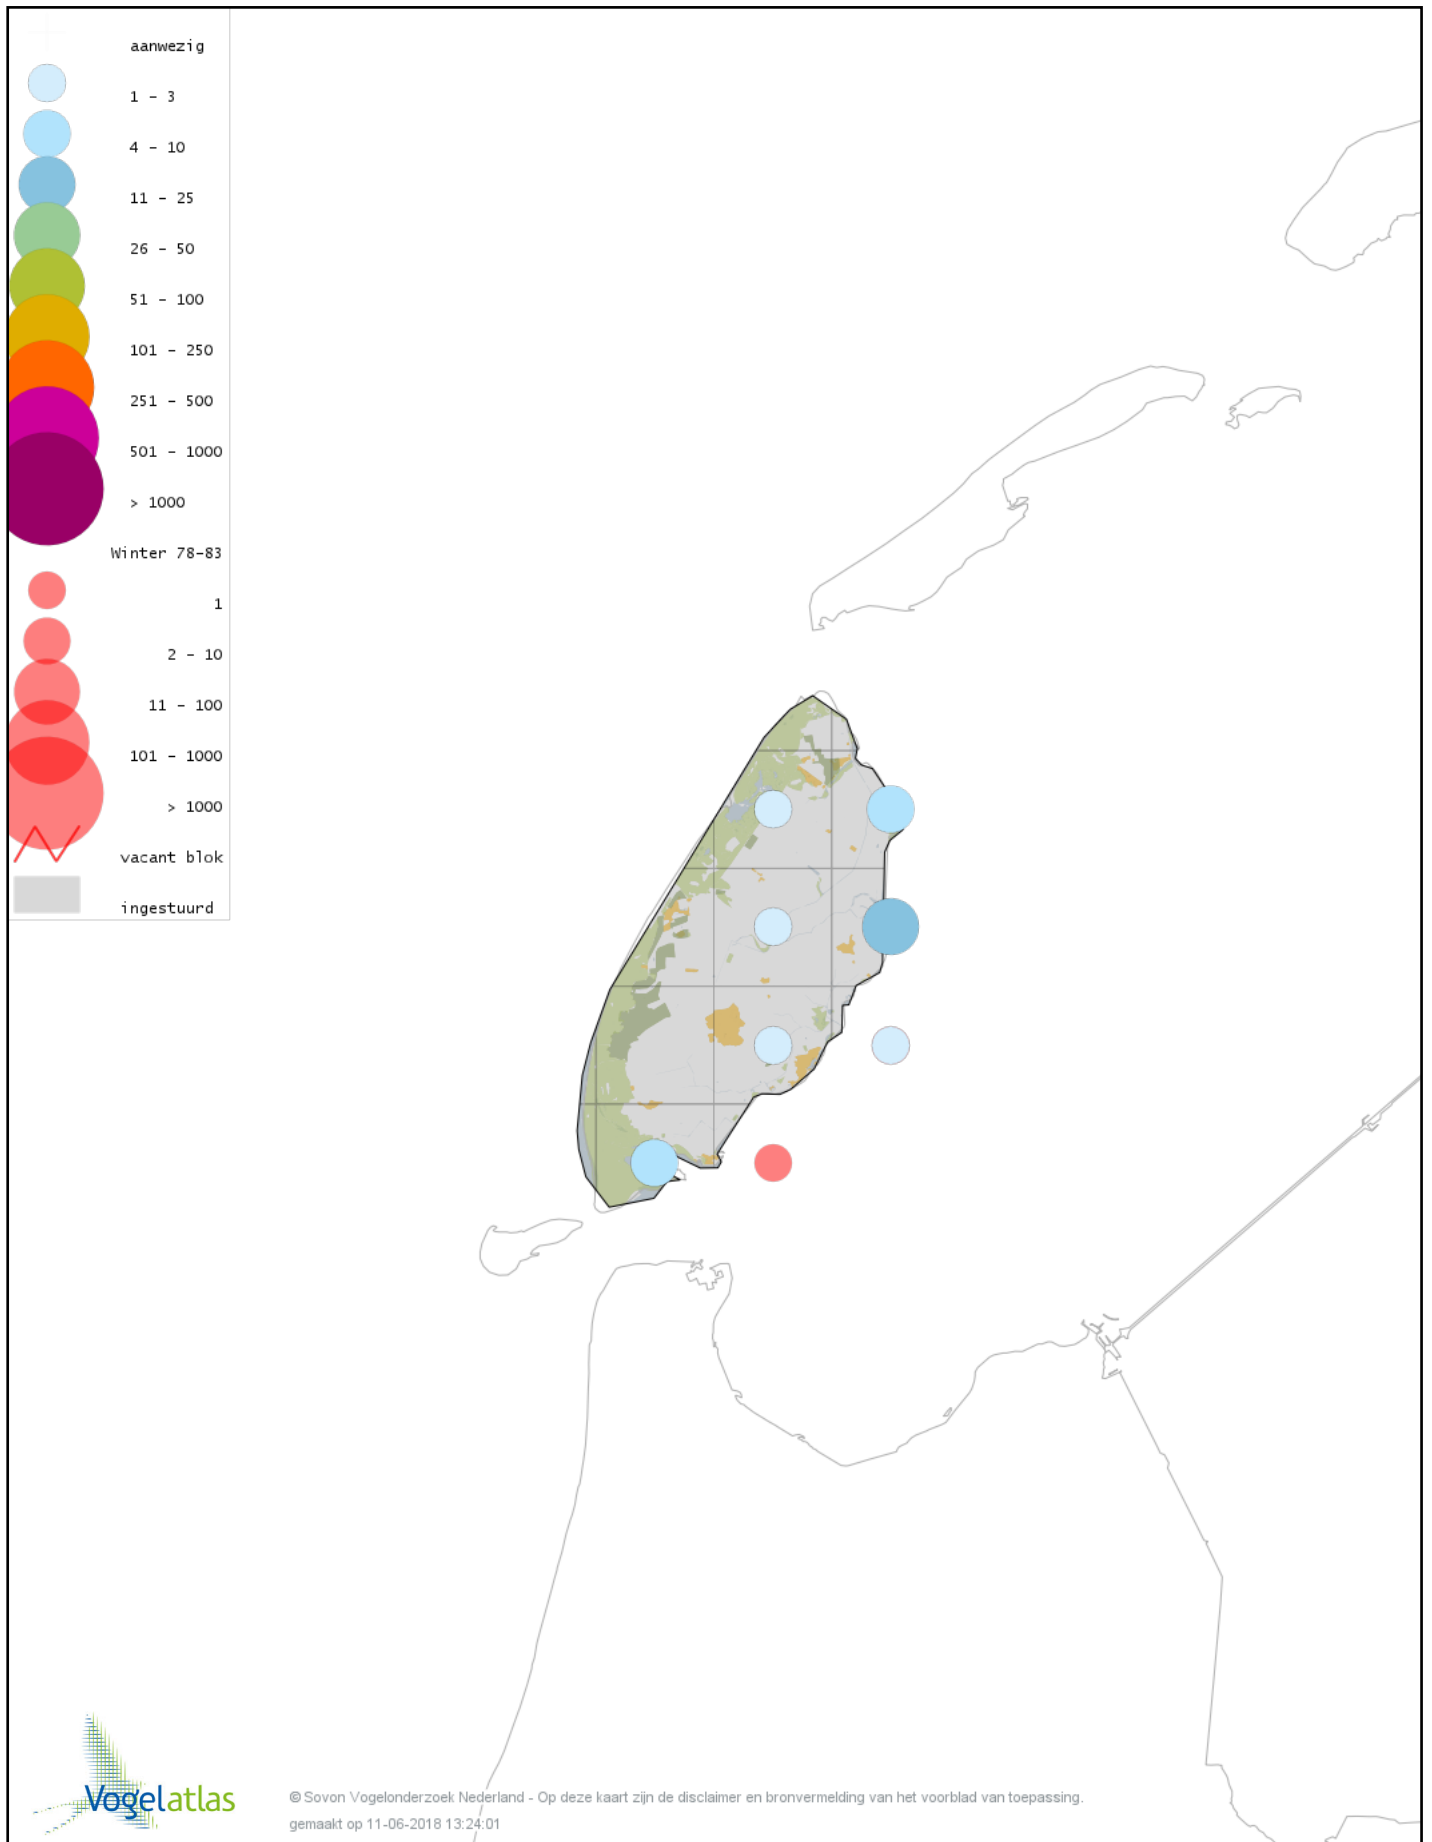 aanwezig
1 - 3
4 - 10
11 - 25
26 - 50
51 - 100
101 - 250
251 - 500
501 - 1000
> 1000
Winter 78-83
1
2 - 10
11 - 100
101 - 1000
> 1000
vacant blok
ingestuurd
Vogelatlas
© Sovon Vogelonderzoek Nederland - Op deze kaart zijn de disclaimer en bronvermelding van het voorblad van toepassing.
gemaakt op 11-06-2018 13:24:01